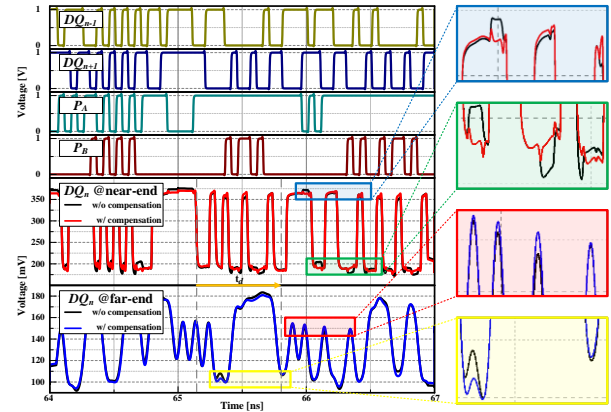 DQn-1
1
0
DQn+1
1
0
Voltage [V]
PA
1
0
PB
1
0
DQn @near-end
w/o compensation
w/ compensation
350
300
250
200
Voltage [mV]
td
DQn @far-end
w/o compensation
w/ compensation
180
160
140
120
100
Voltage [mV]
64
65
66
67
Time [ns]